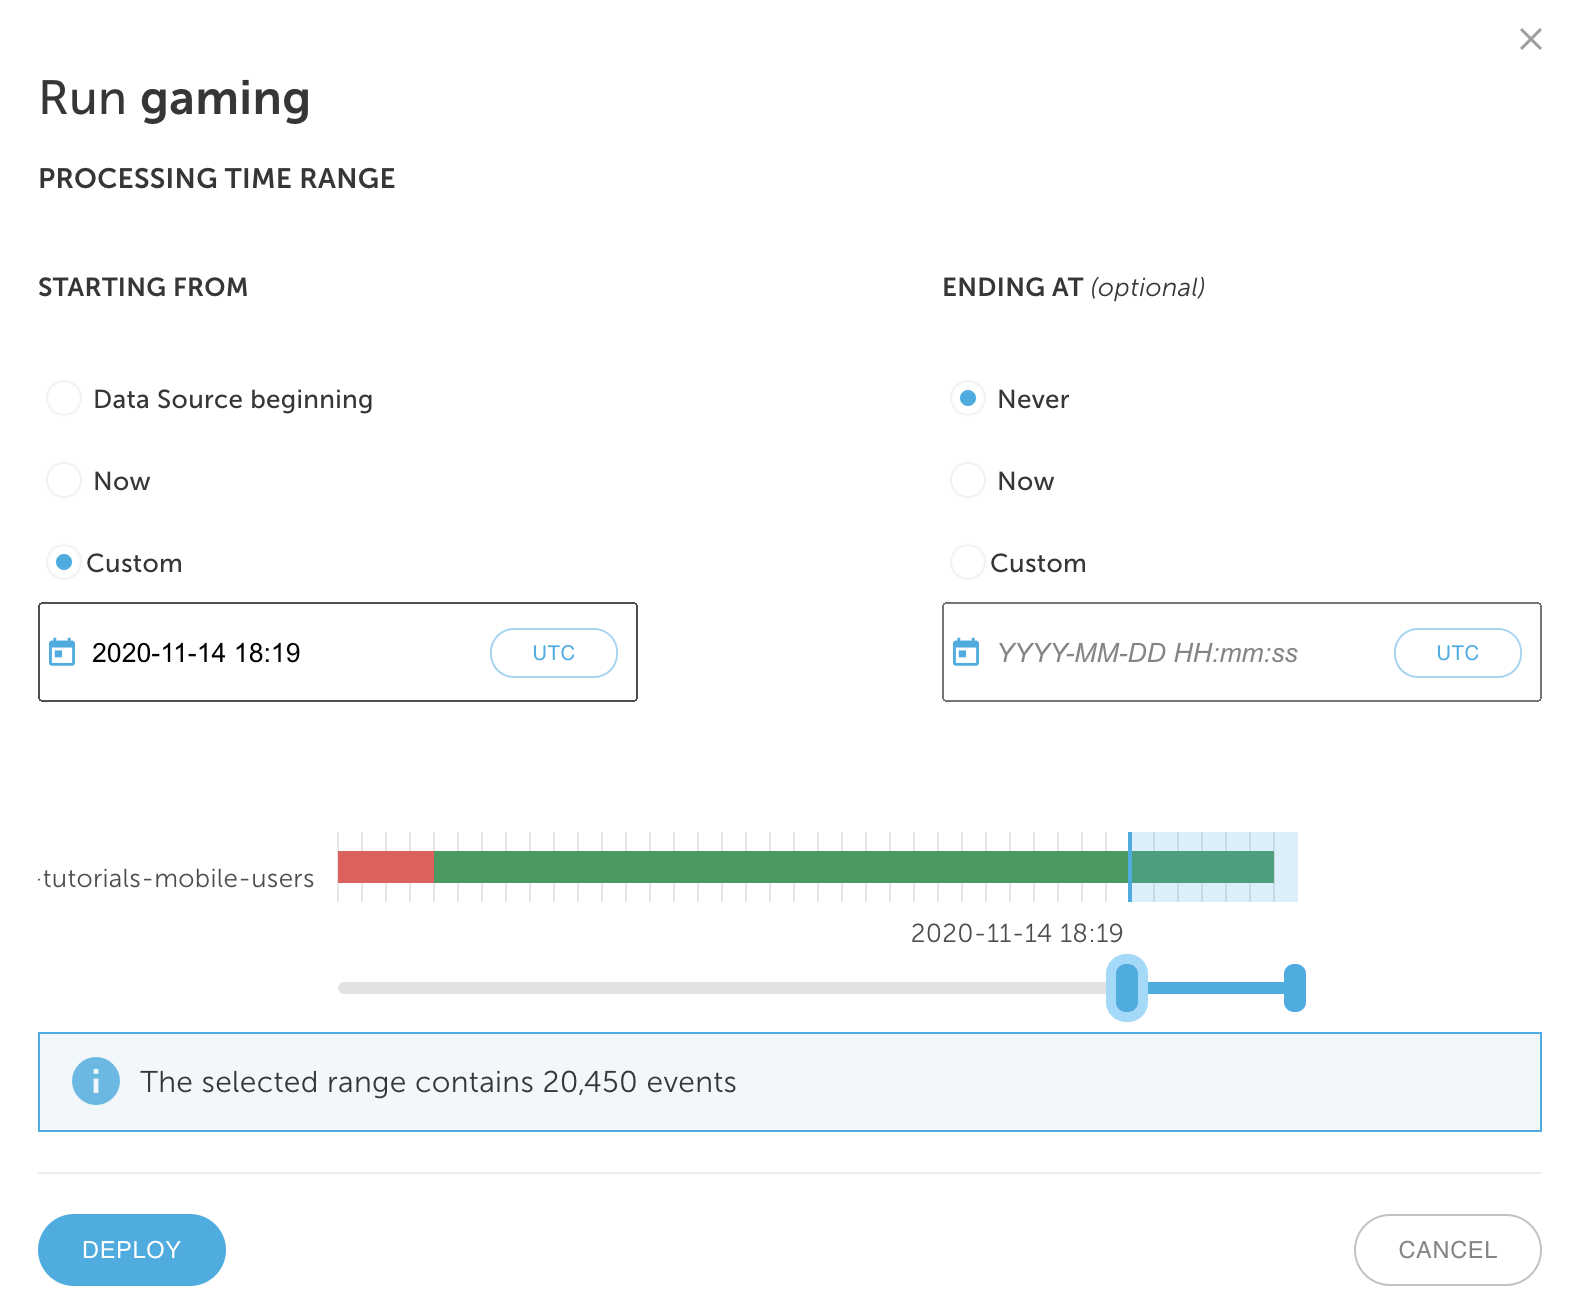 Run gaming
PROCESSING TIME RANGE
STARTING FROM
Data Source beginning
Now
Custom
2020-11-14 18:19 UTC
ENDING AT (optional)
Never
Now
Custom
YYYY-MM-DD HH:mm:ss UTC
-tutorials-mobile-users
2020-11-14 18:19
The selected range contains 20,450 events
DEPLOY
CANCEL